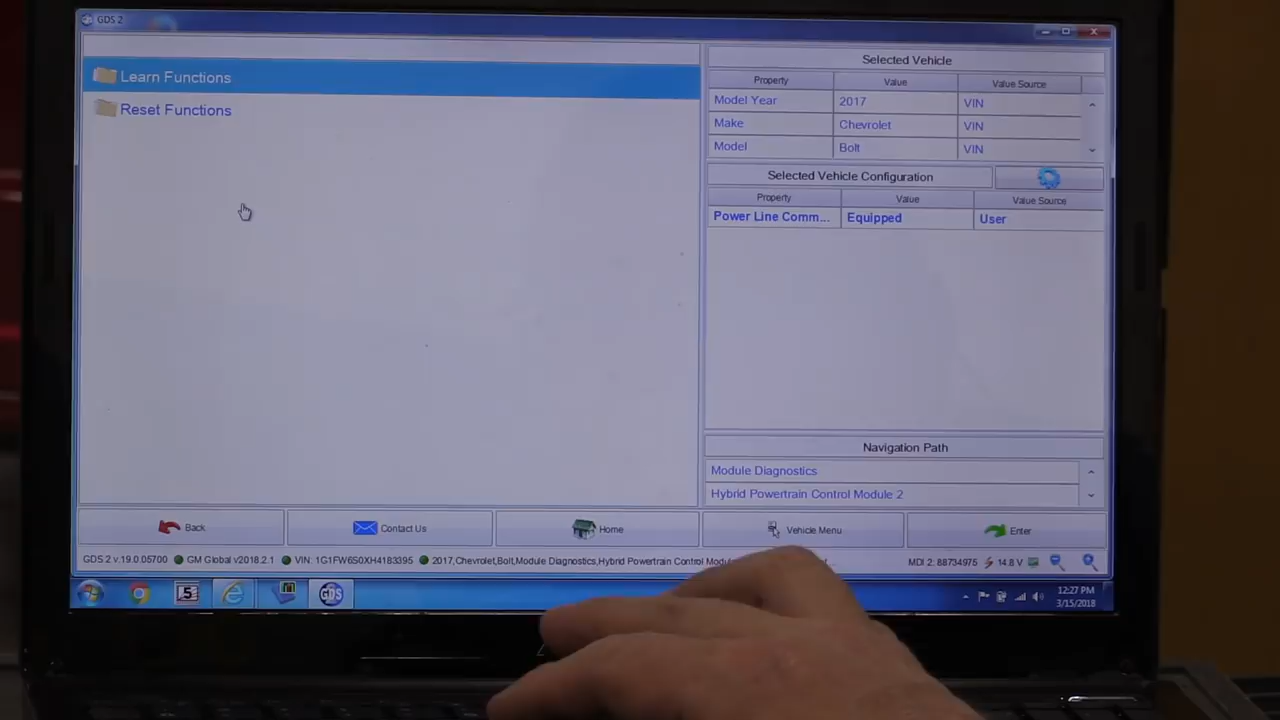 GDS 2
Learn Functions
Reset Functions
Selected Vehicle
Property Value Value Source
Model Year 2017 VIN
Make Chevrolet VIN
Model Bolt VIN
Selected Vehicle Configuration
Property Value Value Source
Power Line Comm... Equipped User
Navigation Path
Module Diagnostics
Hybrid Powertrain Control Module 2
Back Contact Us Home Vehicle Menu Enter
GDS 2 v.19.0.05700 GM Global v2018.2.1 VIN: 1G1FW6S0XH4183395 2017,Chevrolet,Bolt,Module Diagnostics,Hybrid Powertrain Control MDI 2: 88734975 14.8 V
GDS
12:27 PM
3/15/2018